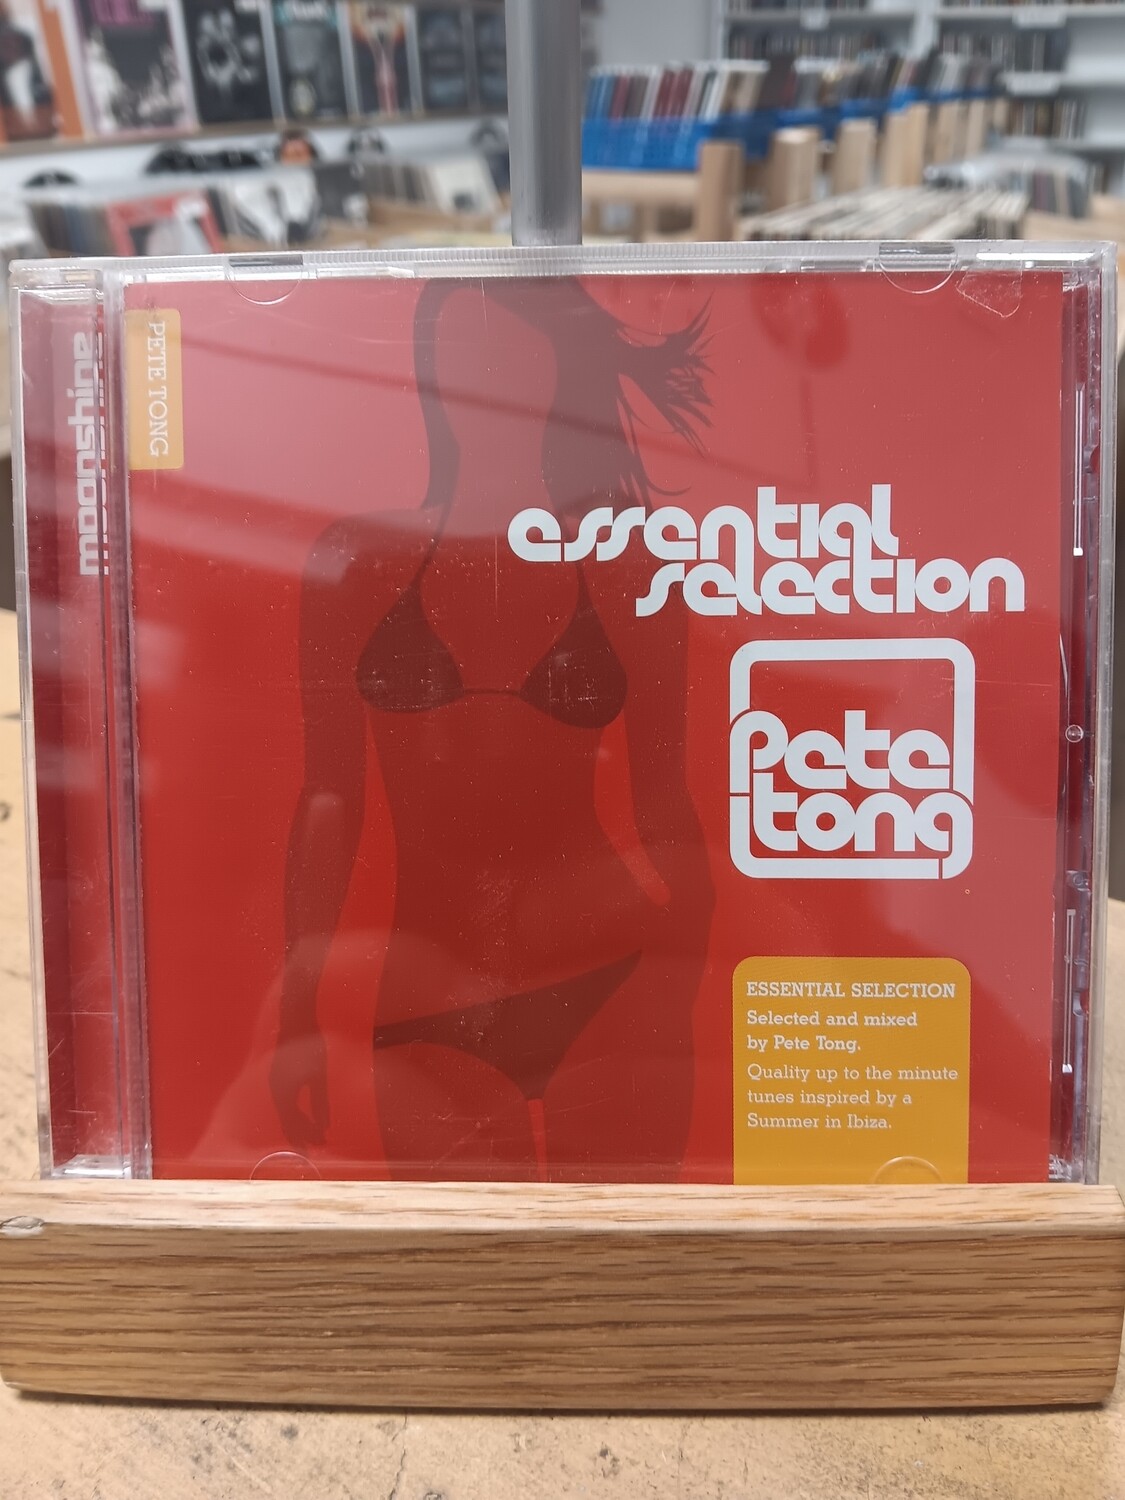 moonshine
PETE TONG
essential
selection
Pete
tong
ESSENTIAL SELECTION
Selected and mixed
by Pete Tong.
Quality up to the minute
tunes inspired by a
Summer in Ibiza.